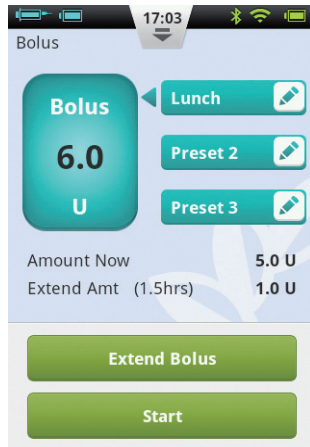 17:03
Bolus
Bolus
6.0
U
Lunch
Preset 2
Preset 3
Amount Now 5.0 U
Extend Amt (1.5hrs) 1.0 U
Extend Bolus
Start